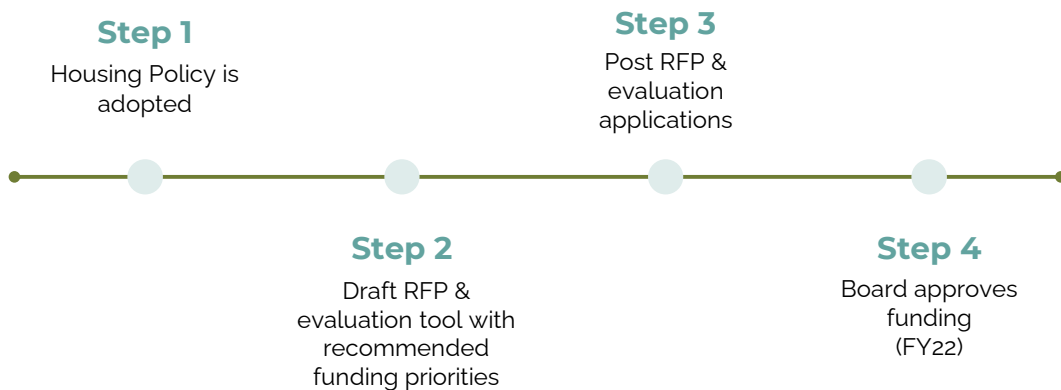 Step 1
Housing Policy is
adopted
Step 2
Draft RFP &
evaluation tool with
recommended
funding priorities
Step 3
Post RFP &
evaluation
applications
Step 4
Board approves
funding
(FY22)